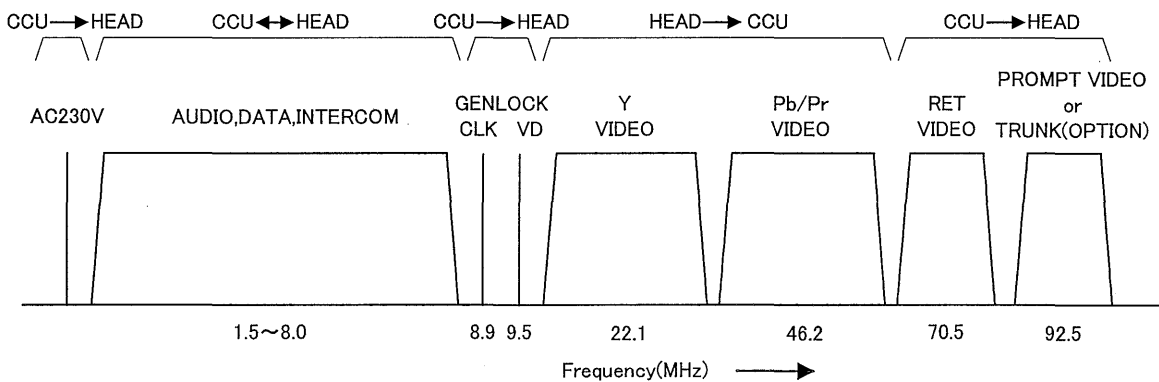 CCU→HEAD CCU↔HEAD CCU→HEAD HEAD→CCU CCU→HEAD
AC230V AUDIO,DATA,INTERCOM GENLOCK Y Pb/Pr RET PROMPT VIDEO
CLK VD VIDEO VIDEO VIDEO or
TRUNK(OPTION)
1.5～8.0 8.9 9.5 22.1 46.2 70.5 92.5
Frequency(MHz) →